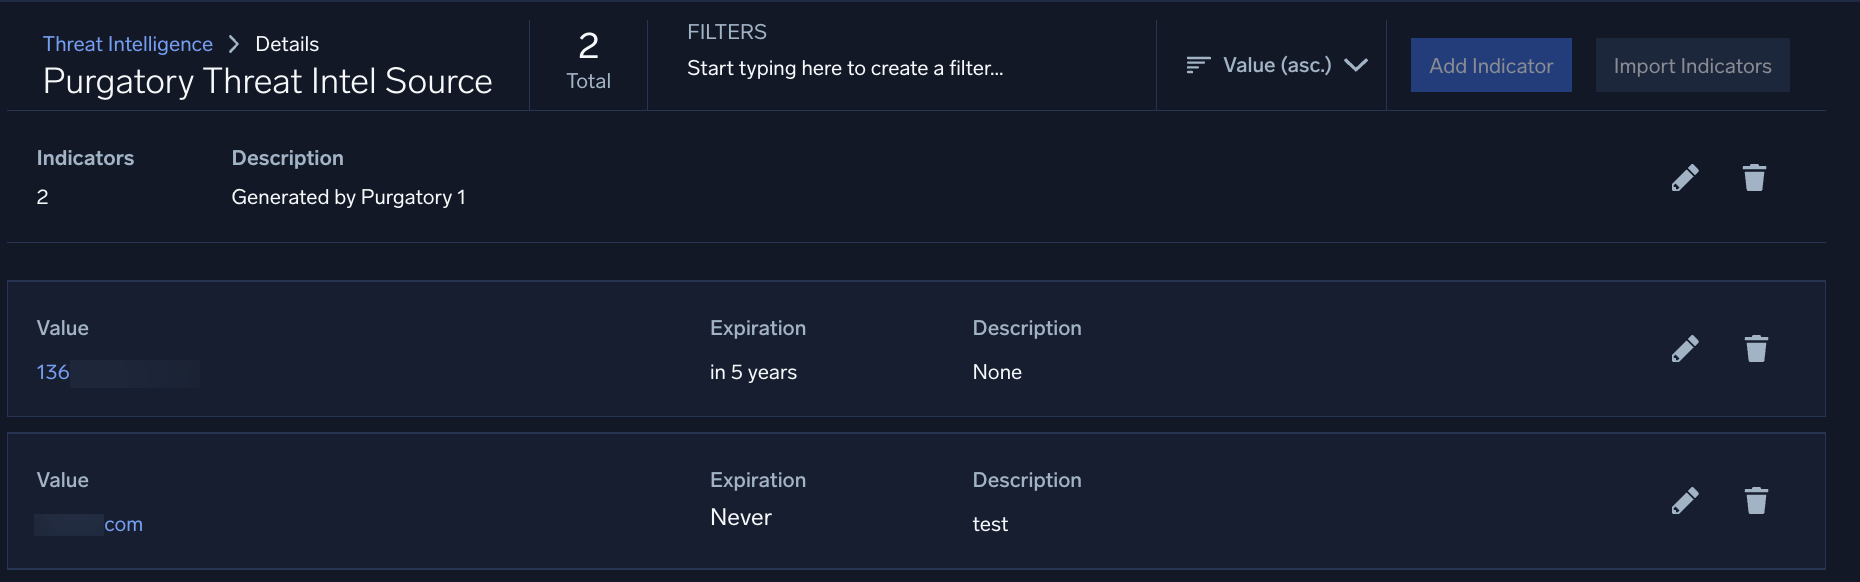 Threat Intelligence > Details
Purgatory Threat Intel Source
2
Total
FILTERS
Start typing here to create a filter...
Value (asc.)
Add Indicator
Import Indicators
Indicators Description
2 Generated by Purgatory 1
Value Expiration Description
136 in 5 years None
Value Expiration Description
com Never test